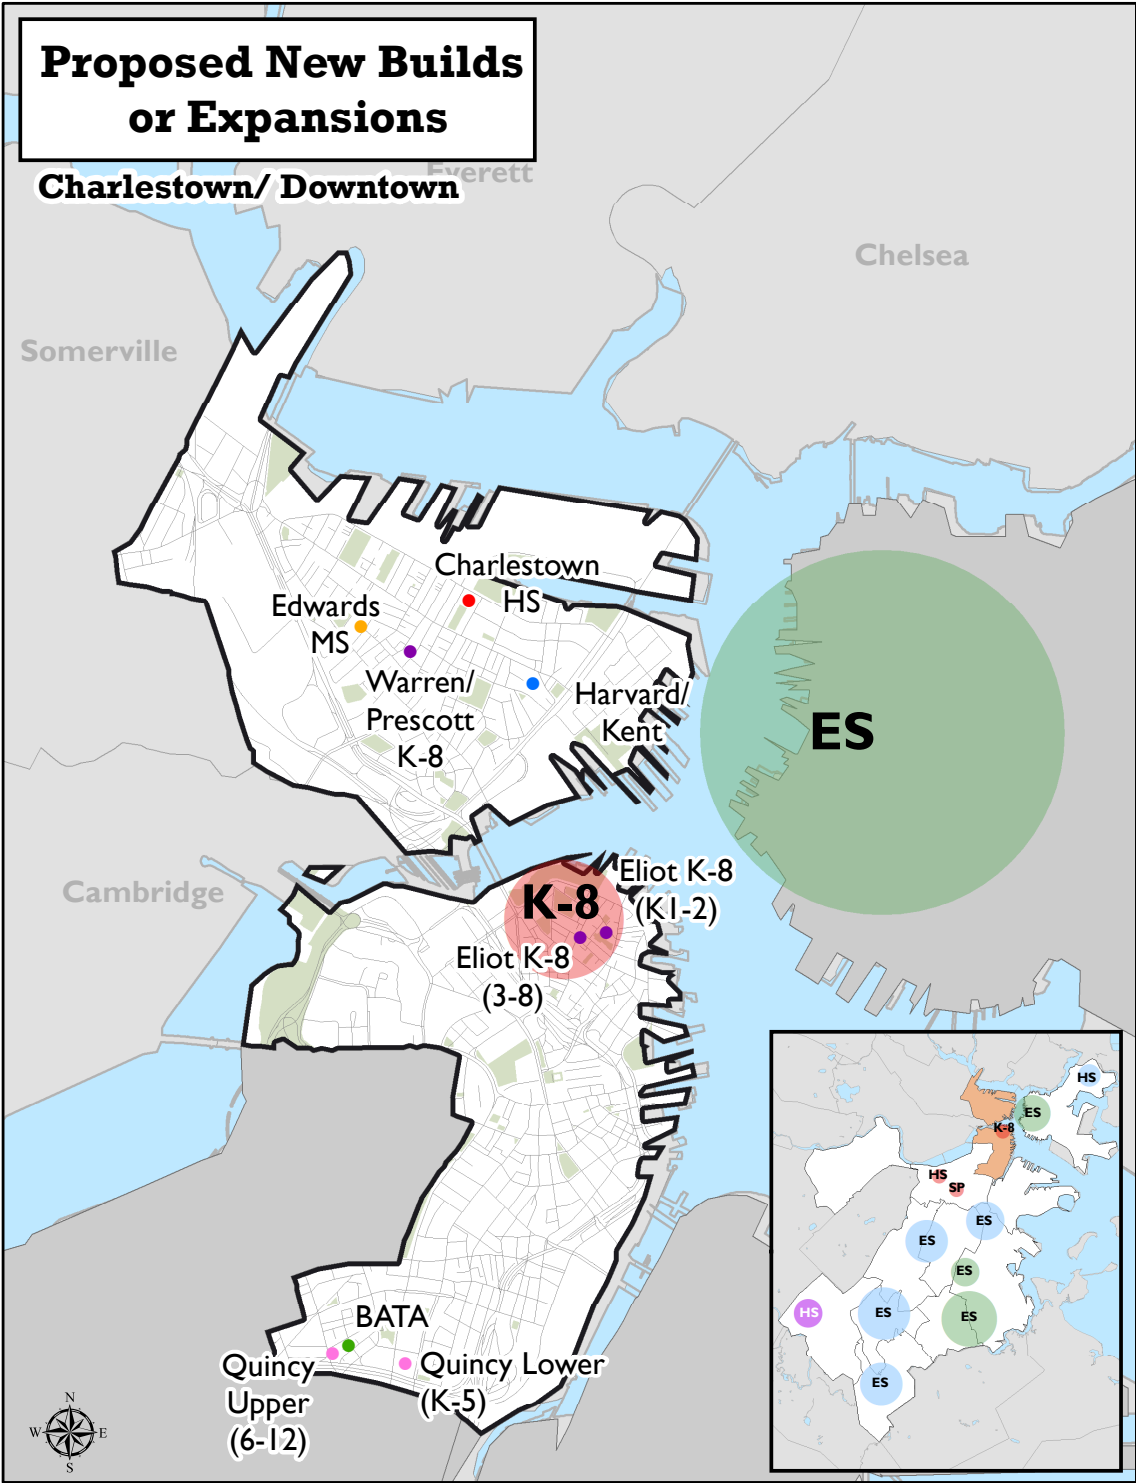 Proposed New Builds
or Expansions
Charlestown/ Downtown
Everett
Chelsea
Somerville
Charlestown
HS
Edwards
MS
Warren/
Prescott
K-8
Harvard/
Kent
ES
Cambridge
K-8
Eliot K-8
(K1-2)
Eliot K-8
(3-8)
BATA
Quincy
Upper
(6-12)
Quincy Lower
(K-5)
N
W
E
S
HS
ES
K-8
HS
SP
ES
ES
ES
HS
ES
ES
ES